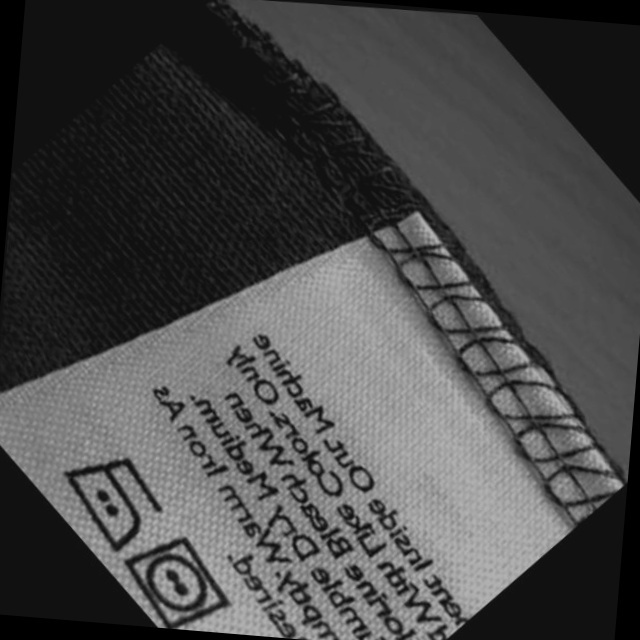 Inside Out. Machine
With Like Colors Only
Bleach When
Dry Medium.
Warm Iron As